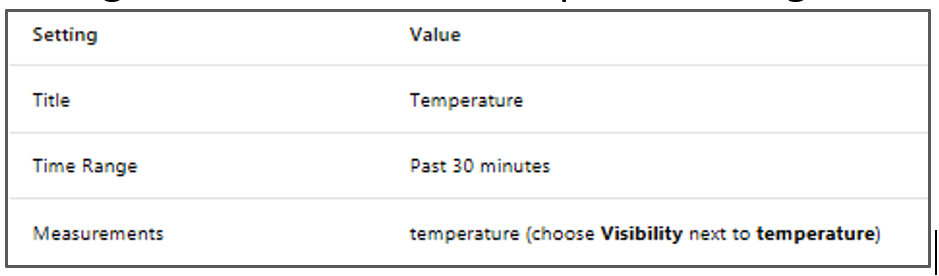 Setting Value
Title Temperature
Time Range Past 30 minutes
Measurements temperature (choose Visibility next to temperature)